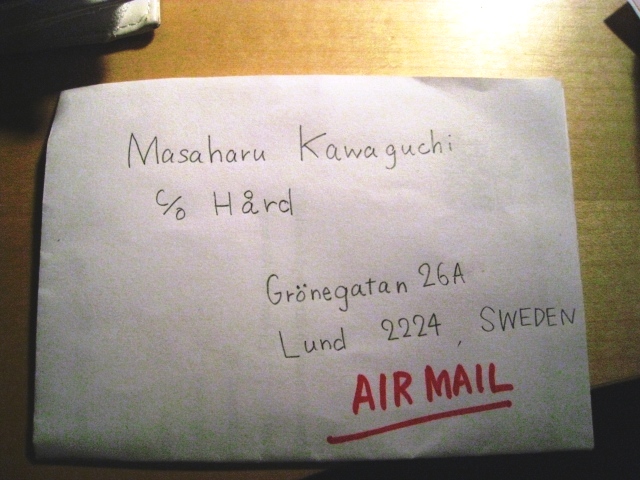 Masaharu Kawaguchi
c/o Hård
Grönegatan 26A
Lund 2224, SWEDEN
AIR MAIL